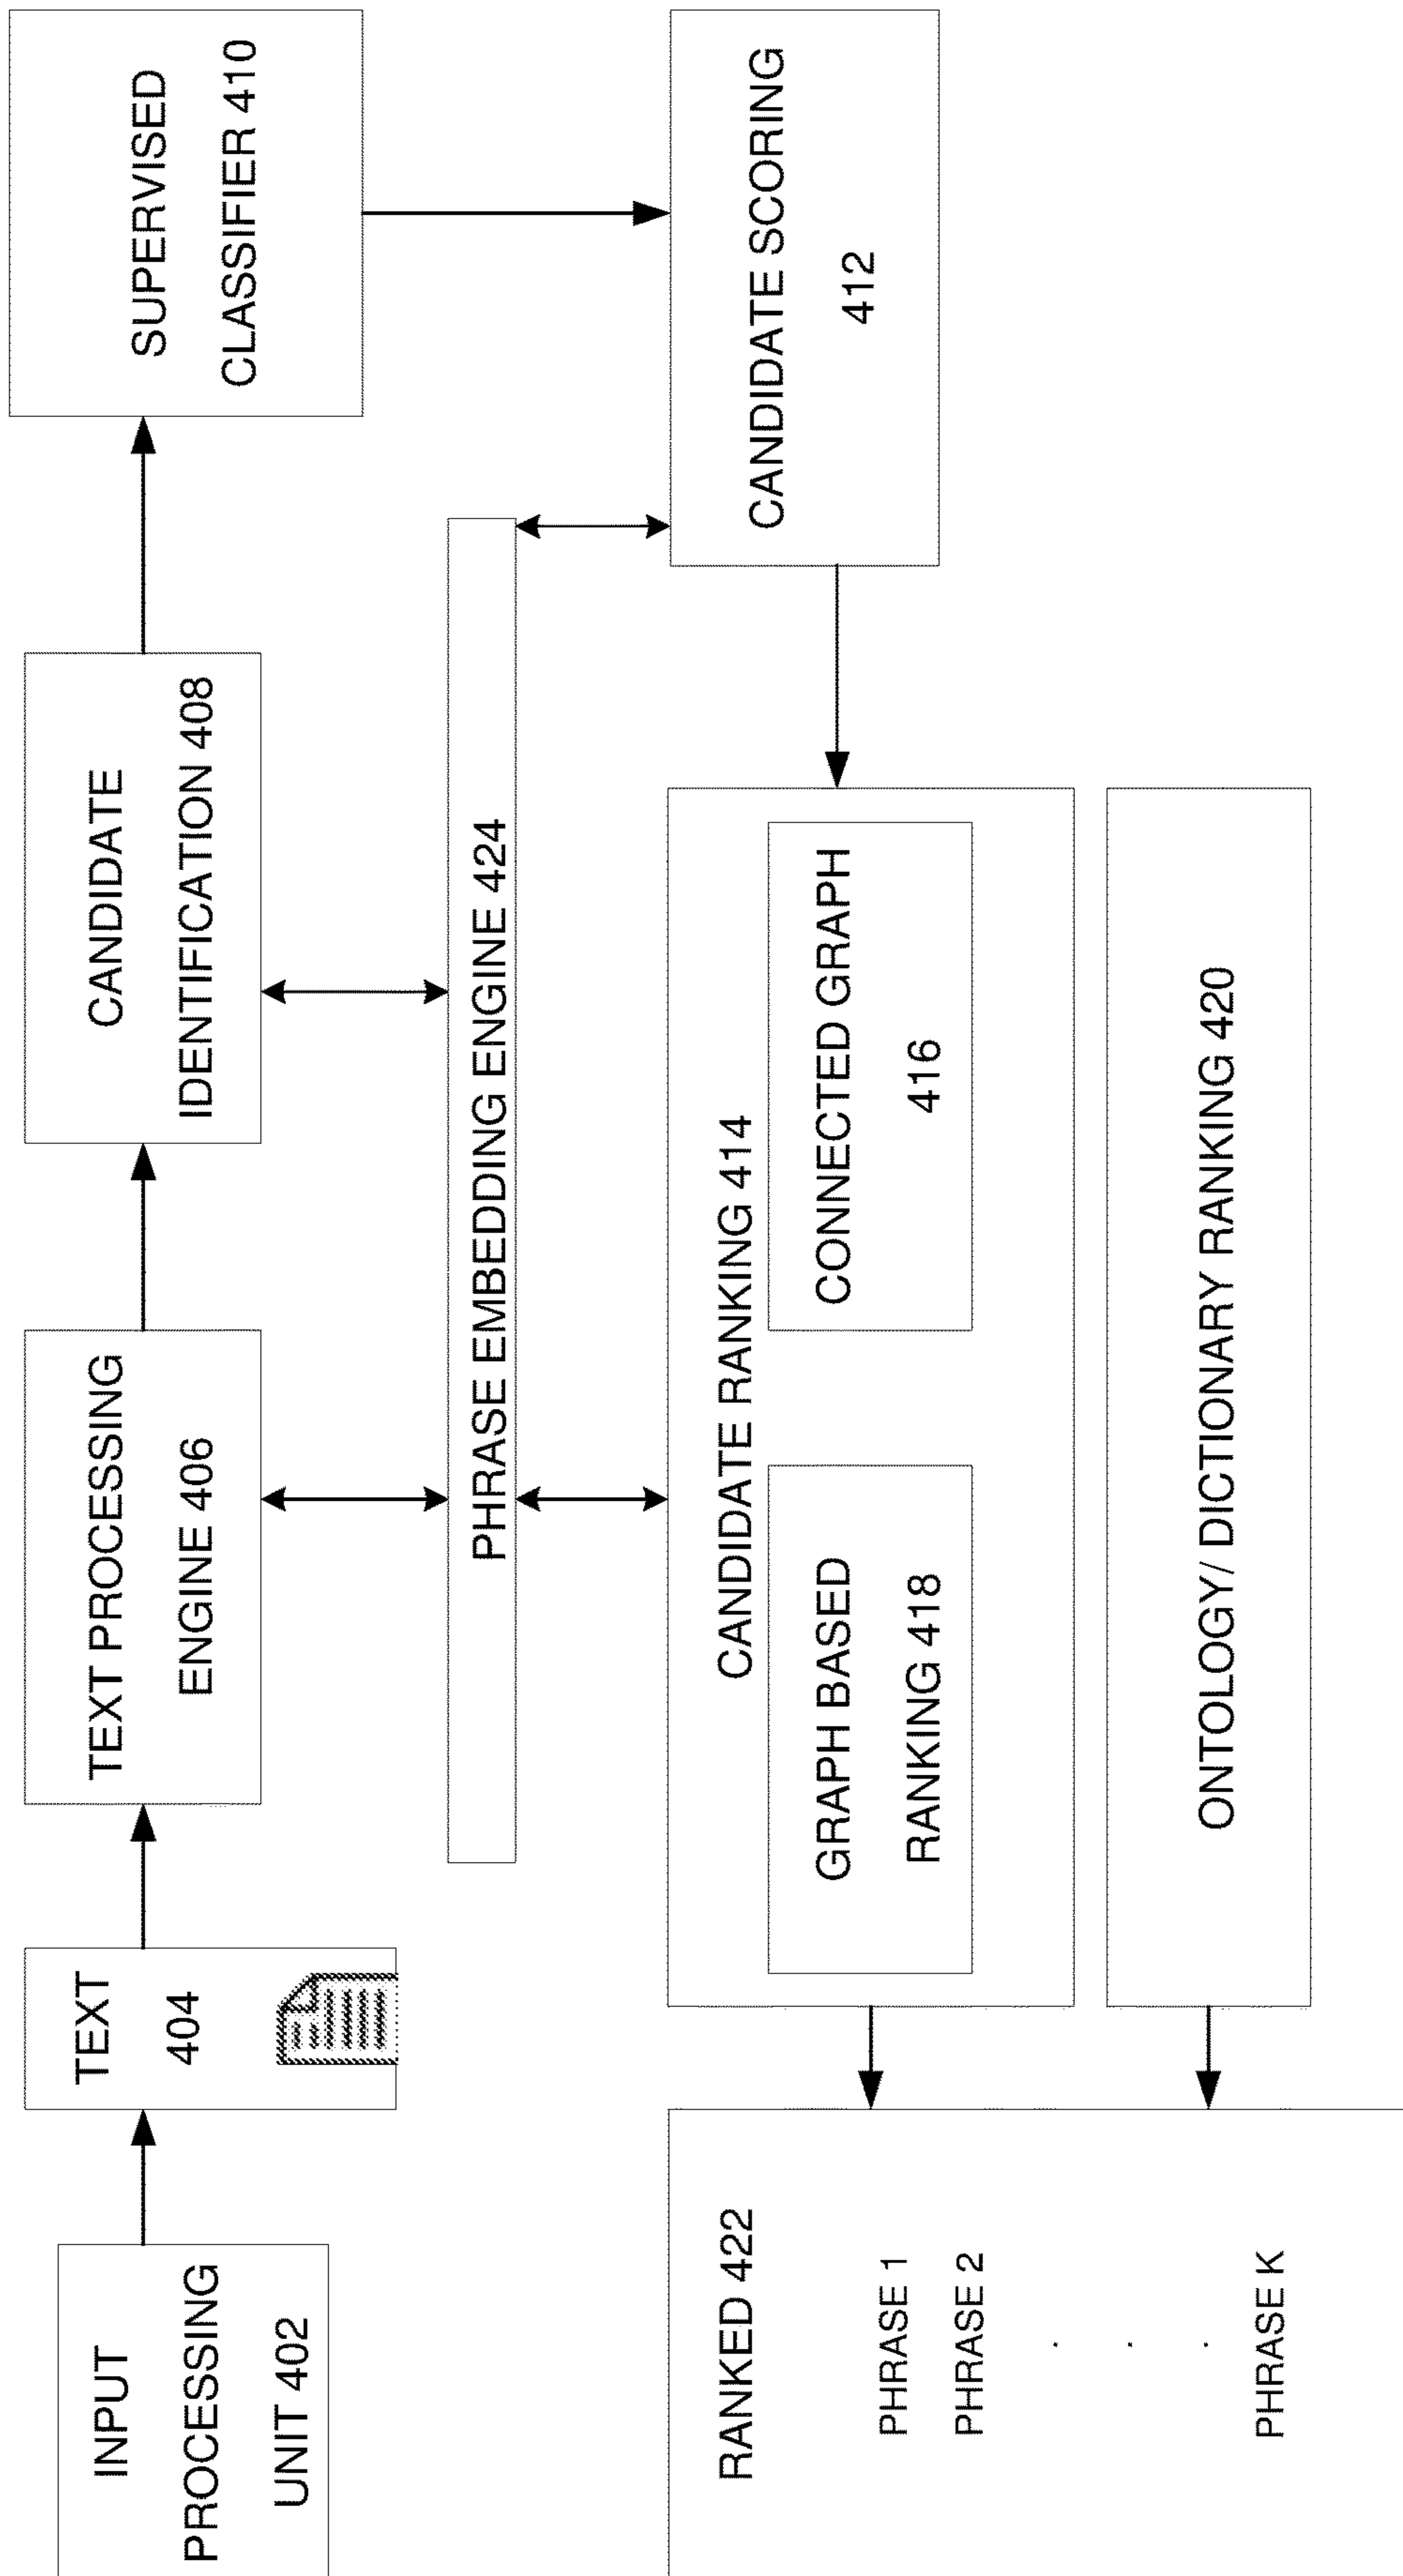 INPUT
PROCESSING
UNIT 402
TEXT
404
TEXT PROCESSING
ENGINE 406
CANDIDATE
IDENTIFICATION 408
SUPERVISED
CLASSIFIER 410
PHRASE EMBEDDING ENGINE 424
CANDIDATE SCORING
412
CANDIDATE RANKING 414
CONNECTED GRAPH
416
GRAPH BASED
RANKING 418
ONTOLOGY/ DICTIONARY RANKING 420
RANKED 422
PHRASE 1
PHRASE 2
.
.
.
PHRASE K